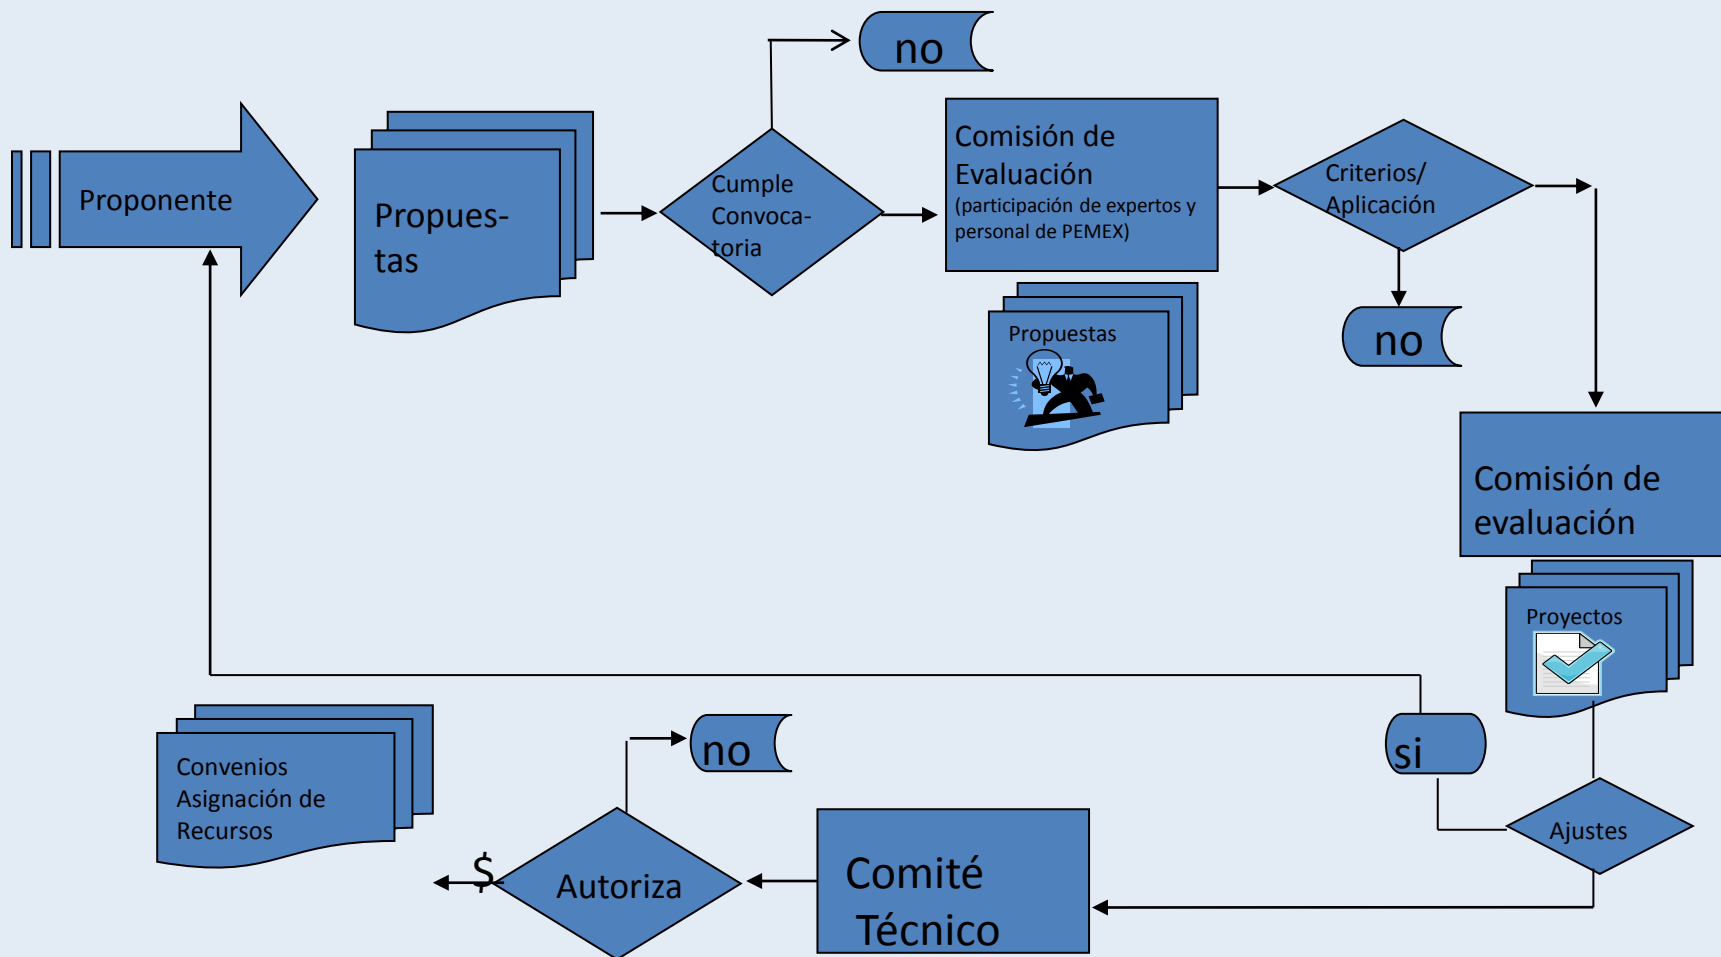 no
Proponente
Propues-
tas
Cumple
Convoca-
toria
Comisión de
Evaluación
(participación de expertos y
personal de PEMEX)
Criterios/
Aplicación
no
Propuestas
Comisión de
evaluación
Proyectos
si
Ajustes
Comité
Técnico
Autoriza
no
$
Convenios
Asignación de
Recursos